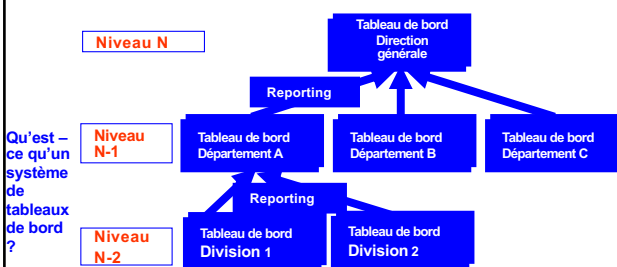 Tableau de bord
Direction
générale
Niveau N
Reporting
Qu'est –
ce qu'un
système
de
tableaux
de bord
?
Niveau
N-1
Tableau de bord
Département A
Tableau de bord
Département B
Tableau de bord
Département C
Reporting
Niveau
N-2
Tableau de bord
Division 1
Tableau de bord
Division 2